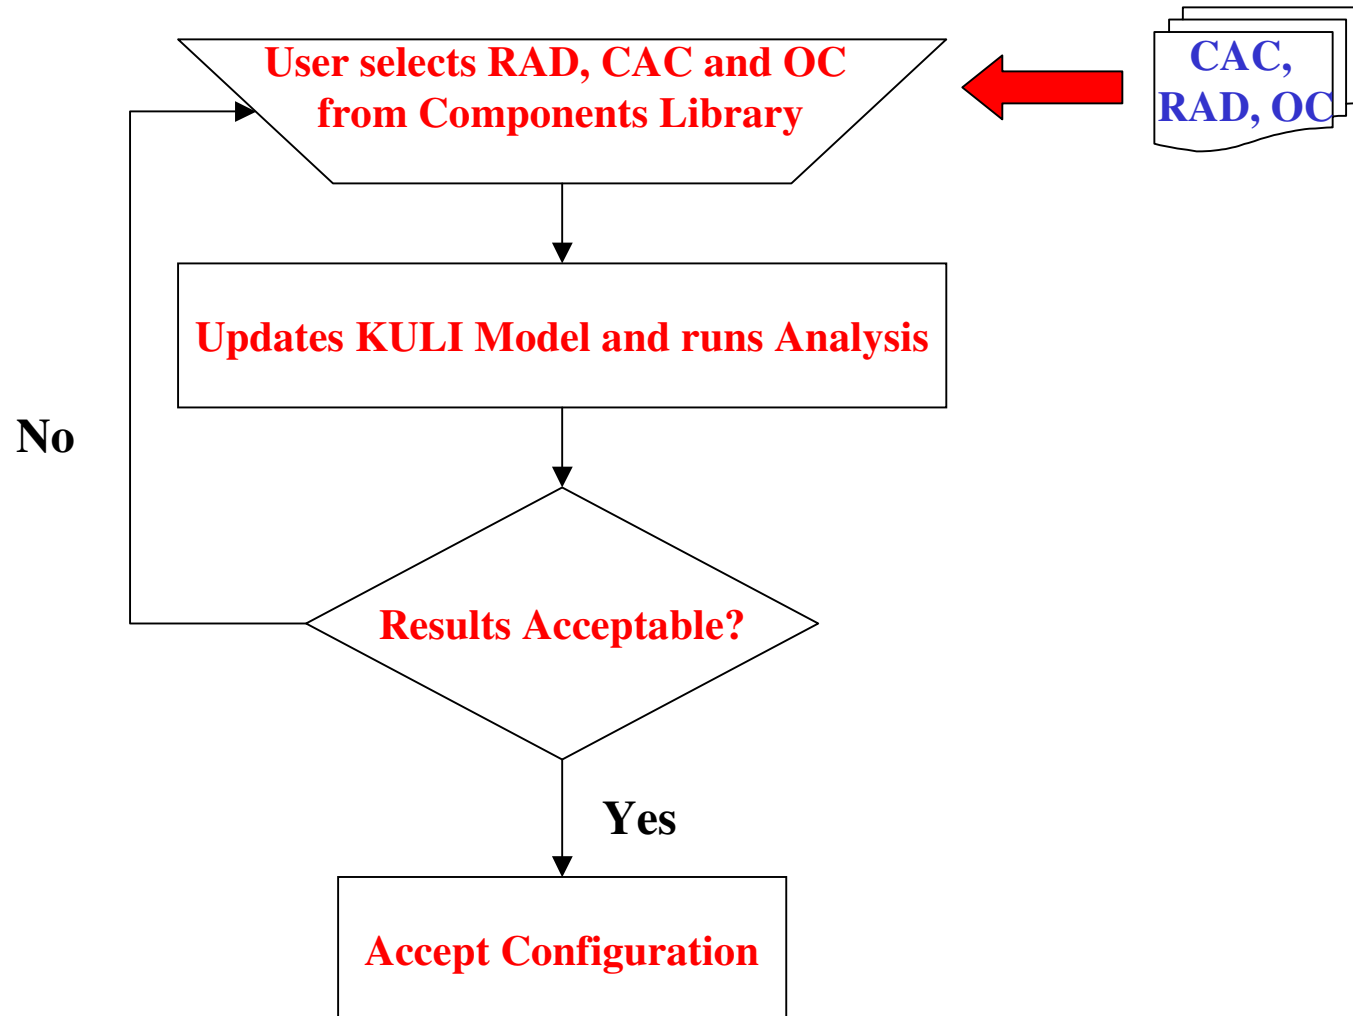 User selects RAD, CAC and OC
from Components Library
CAC,
RAD, OC
Updates KULI Model and runs Analysis
No
Results Acceptable?
Yes
Accept Configuration